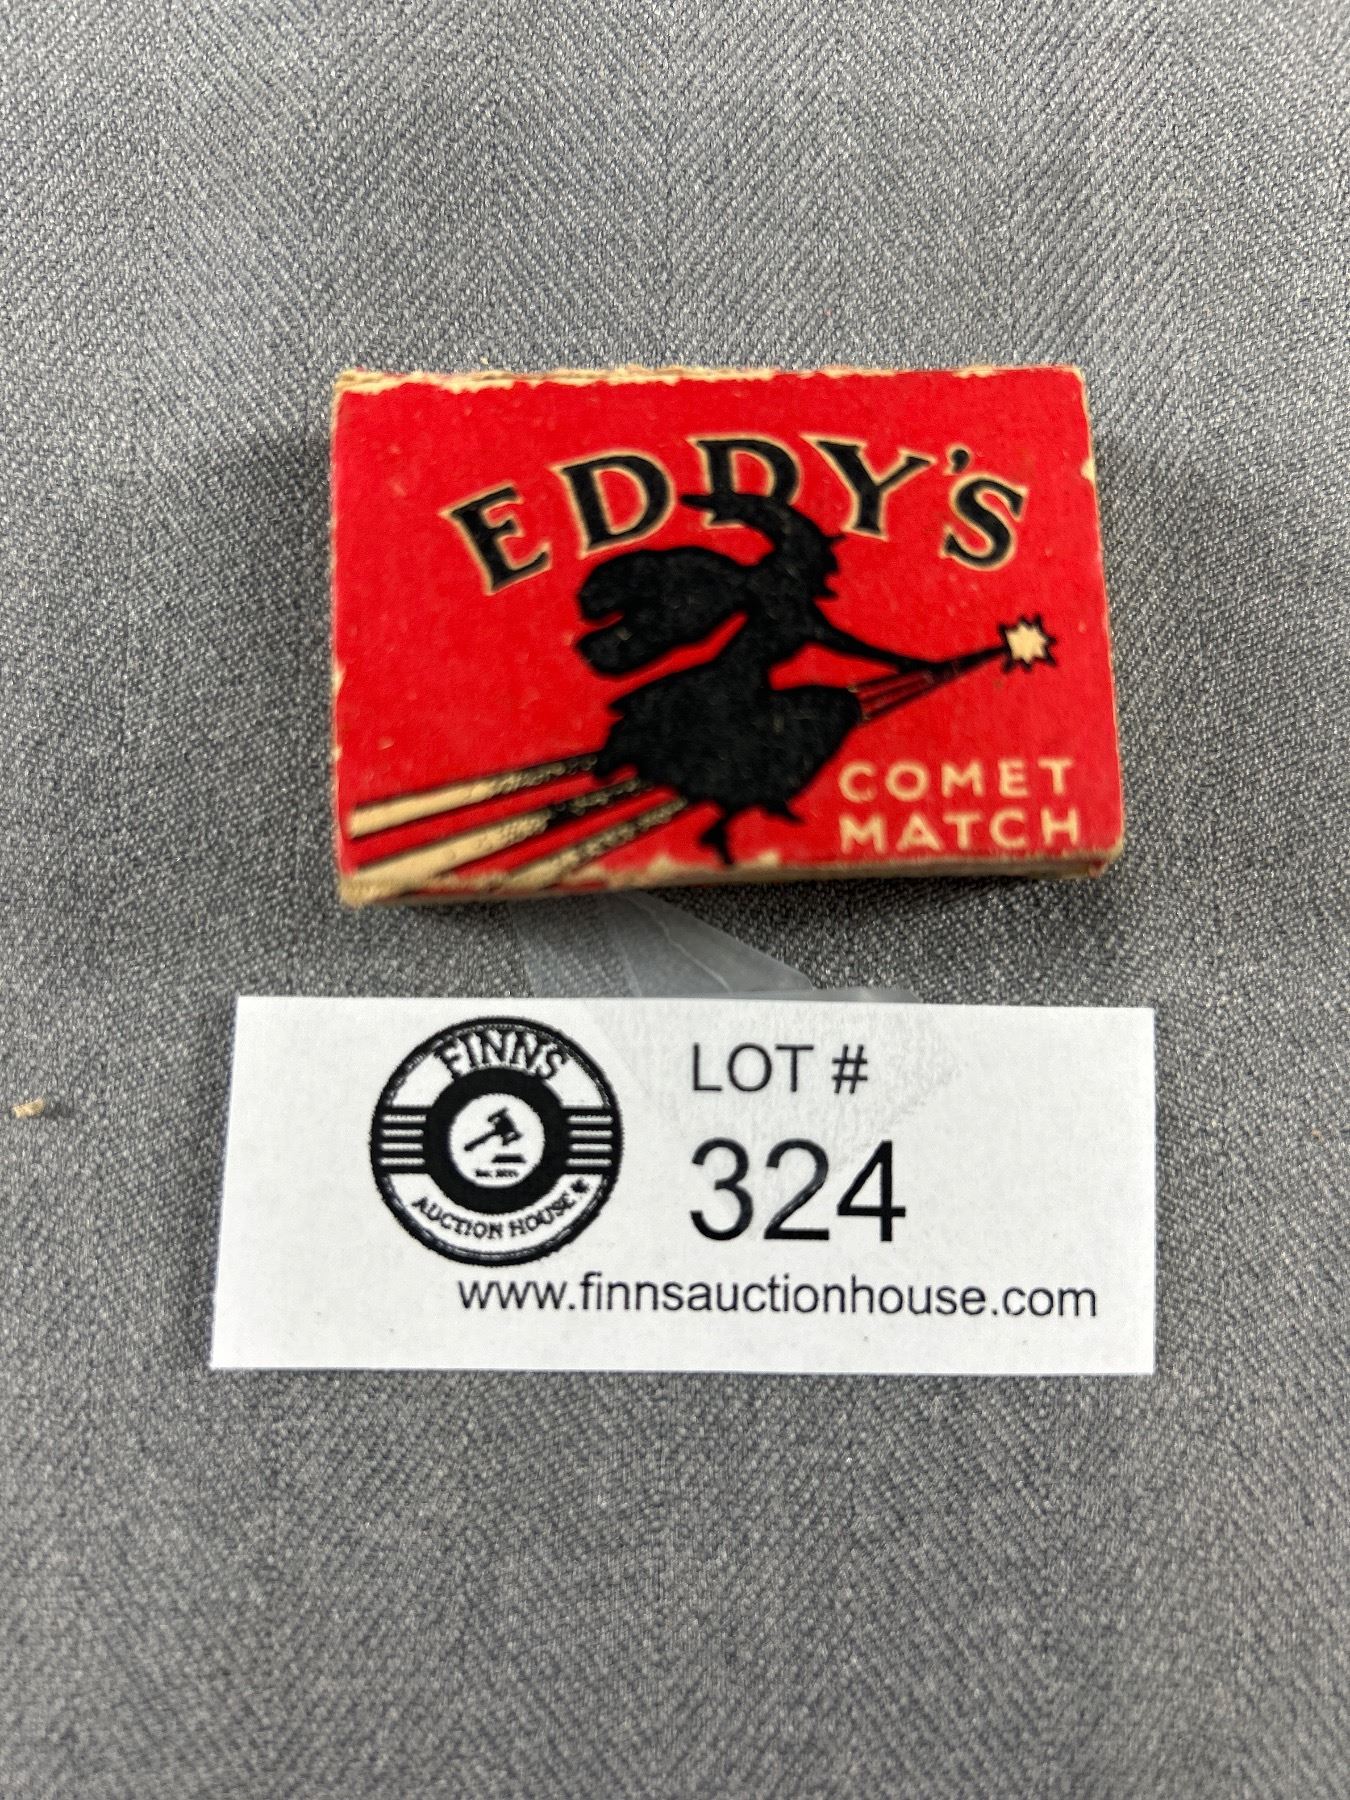 EDDY'S
COMET
MATCH
FINNS
AUCTION HOUSE
LOT #
324
www.finnsauctionhouse.com